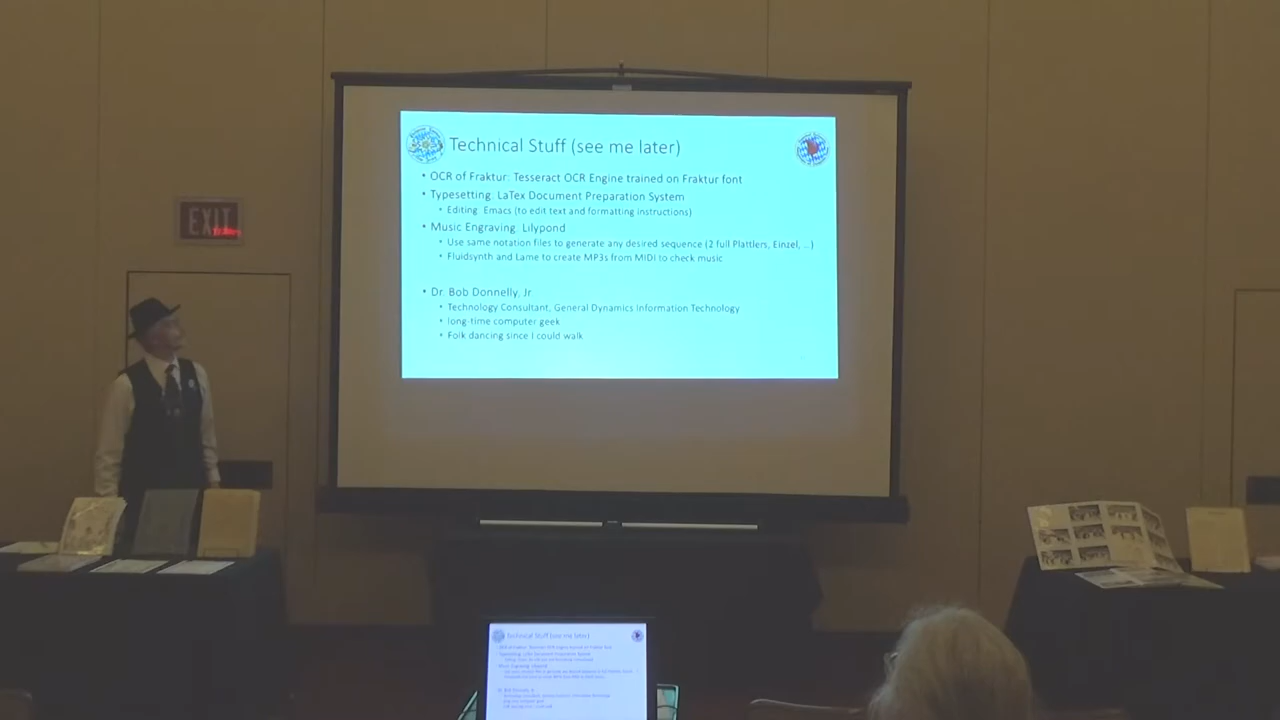 Technical Stuff (see me later)
• OCR of Fraktur: Tesseract OCR Engine trained on Fraktur font
• Typesetting: LaTex Document Preparation System
• Editing: Emacs (to edit text and formatting instructions)
• Music Engraving: Lilypond
• Use same notation files to generate any desired sequence (2 full Plattlers, Einzel, ...)
• Fluidsynth and Lame to create MP3s from MIDI to check music
• Dr. Bob Donnelly, Jr
• Technology Consultant, General Dynamics Information Technology
• long-time computer geek
• Folk dancing since I could walk
EXIT
Technical Stuff (see me later)